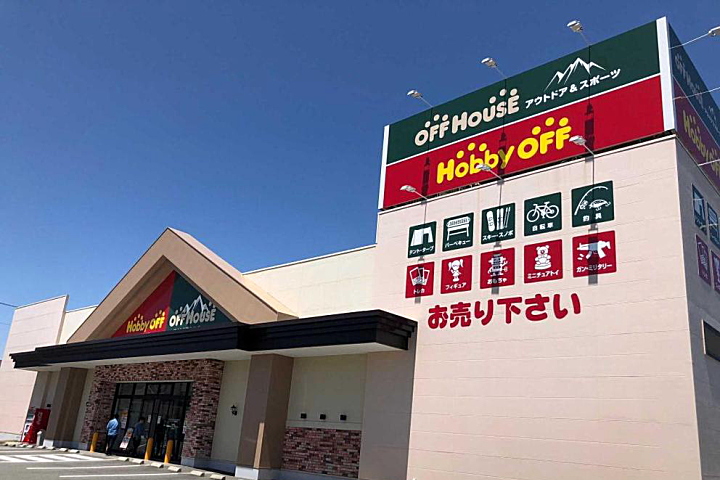 OFF HOUSE アウトドア&スポーツ
Hobby OFF
テント・タープ
バーベキュー
スキー・スノボ
自転車
釣具
トレカ
フィギュア
おもちゃ
ミニチュアトイ
ガン・ミリタリー
お売り下さい
Hobby OFF OFF HOUSE